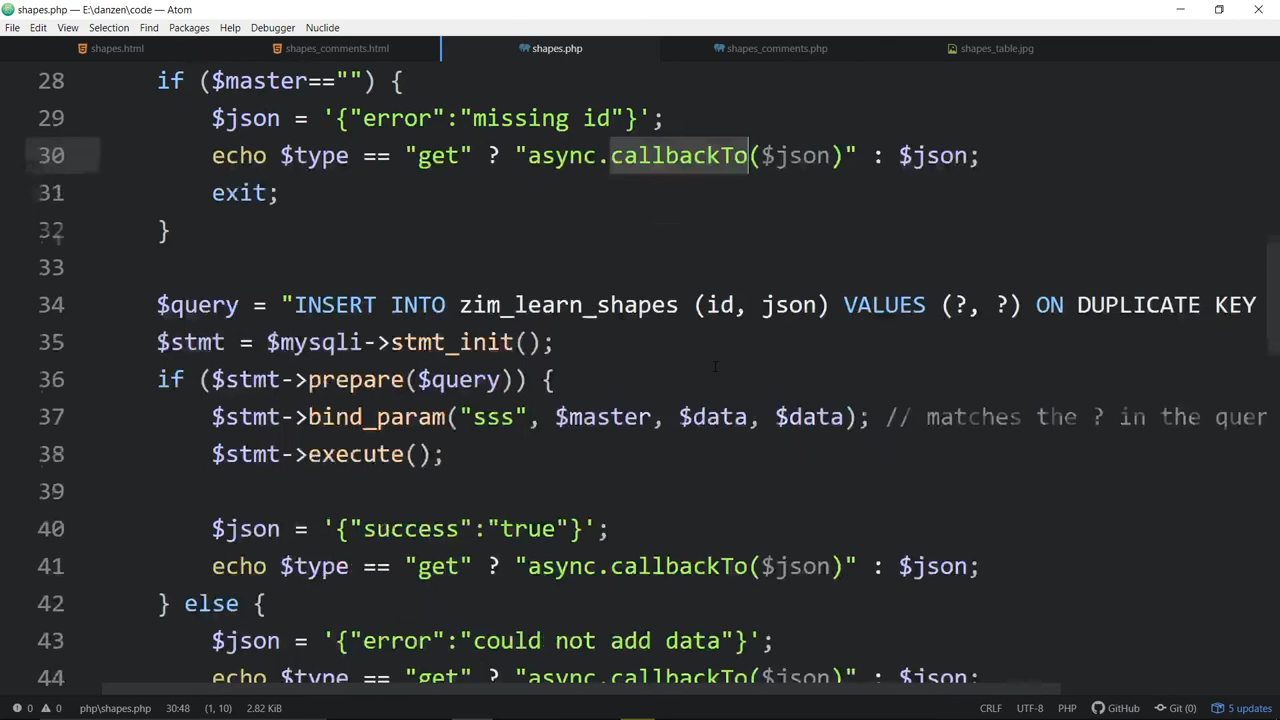 shapes.php — E:\danzen\code — Atom
File Edit View Selection Find Packages Help Debugger Nuclide
shapes.html shapes_comments.html shapes.php shapes_comments.php shapes_table.jpg
28 if ($master=="") {
29 $json = '{"error":"missing id"}';
30 echo $type == "get" ? "async.callbackTo($json)" : $json;
31 exit;
32 }
33
34 $query = "INSERT INTO zim_learn_shapes (id, json) VALUES (?, ?) ON DUPLICATE KEY
35 $stmt = $mysqli->stmt_init();
36 if ($stmt->prepare($query)) {
37 $stmt->bind_param("sss", $master, $data, $data); // matches the ? in the quer
38 $stmt->execute();
39
40 $json = '{"success":"true"}';
41 echo $type == "get" ? "async.callbackTo($json)" : $json;
42 } else {
43 $json = '{"error":"could not add data"}';
44 echo $type == "get" ? "async.callbackTo($json)" : $json;
0 0 php\shapes.php 30:48 (1, 10) 2.82 KiB CRLF UTF-8 PHP GitHub Git (0) 5 updates